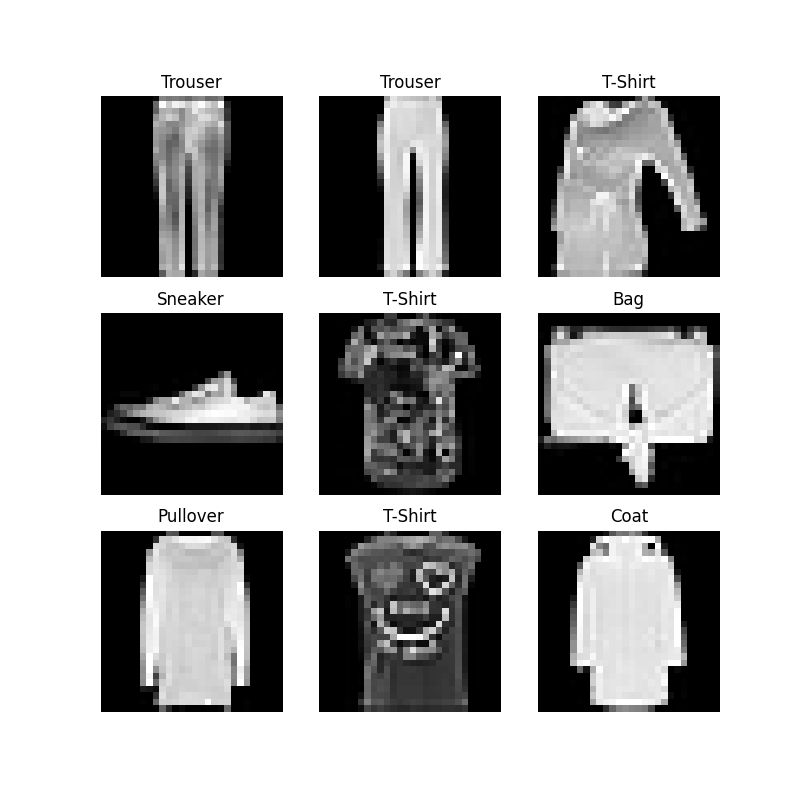 Trouser
Trouser
T-Shirt
Sneaker
T-Shirt
Bag
Pullover
T-Shirt
Coat